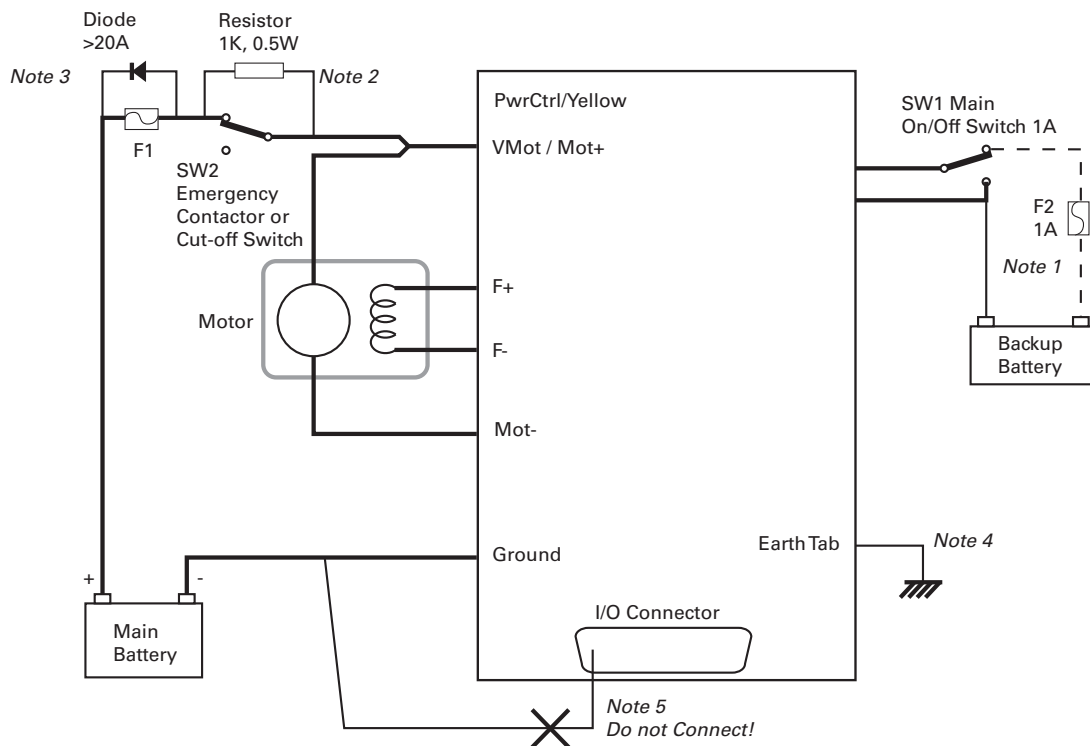 Diode
>20A
Resistor
1K, 0.5W
Note 3
Note 2
F1
SW2
Emergency
Contactor or
Cut-off Switch
PwrCtrl/Yellow
VMot / Mot+
SW1 Main
On/Off Switch 1A
F2
1A
Note 1
Backup
Battery
Motor
F+
F-
Mot-
Ground
Earth Tab
Note 4
+
-
Main
Battery
I/O Connector
Note 5
Do not Connect!